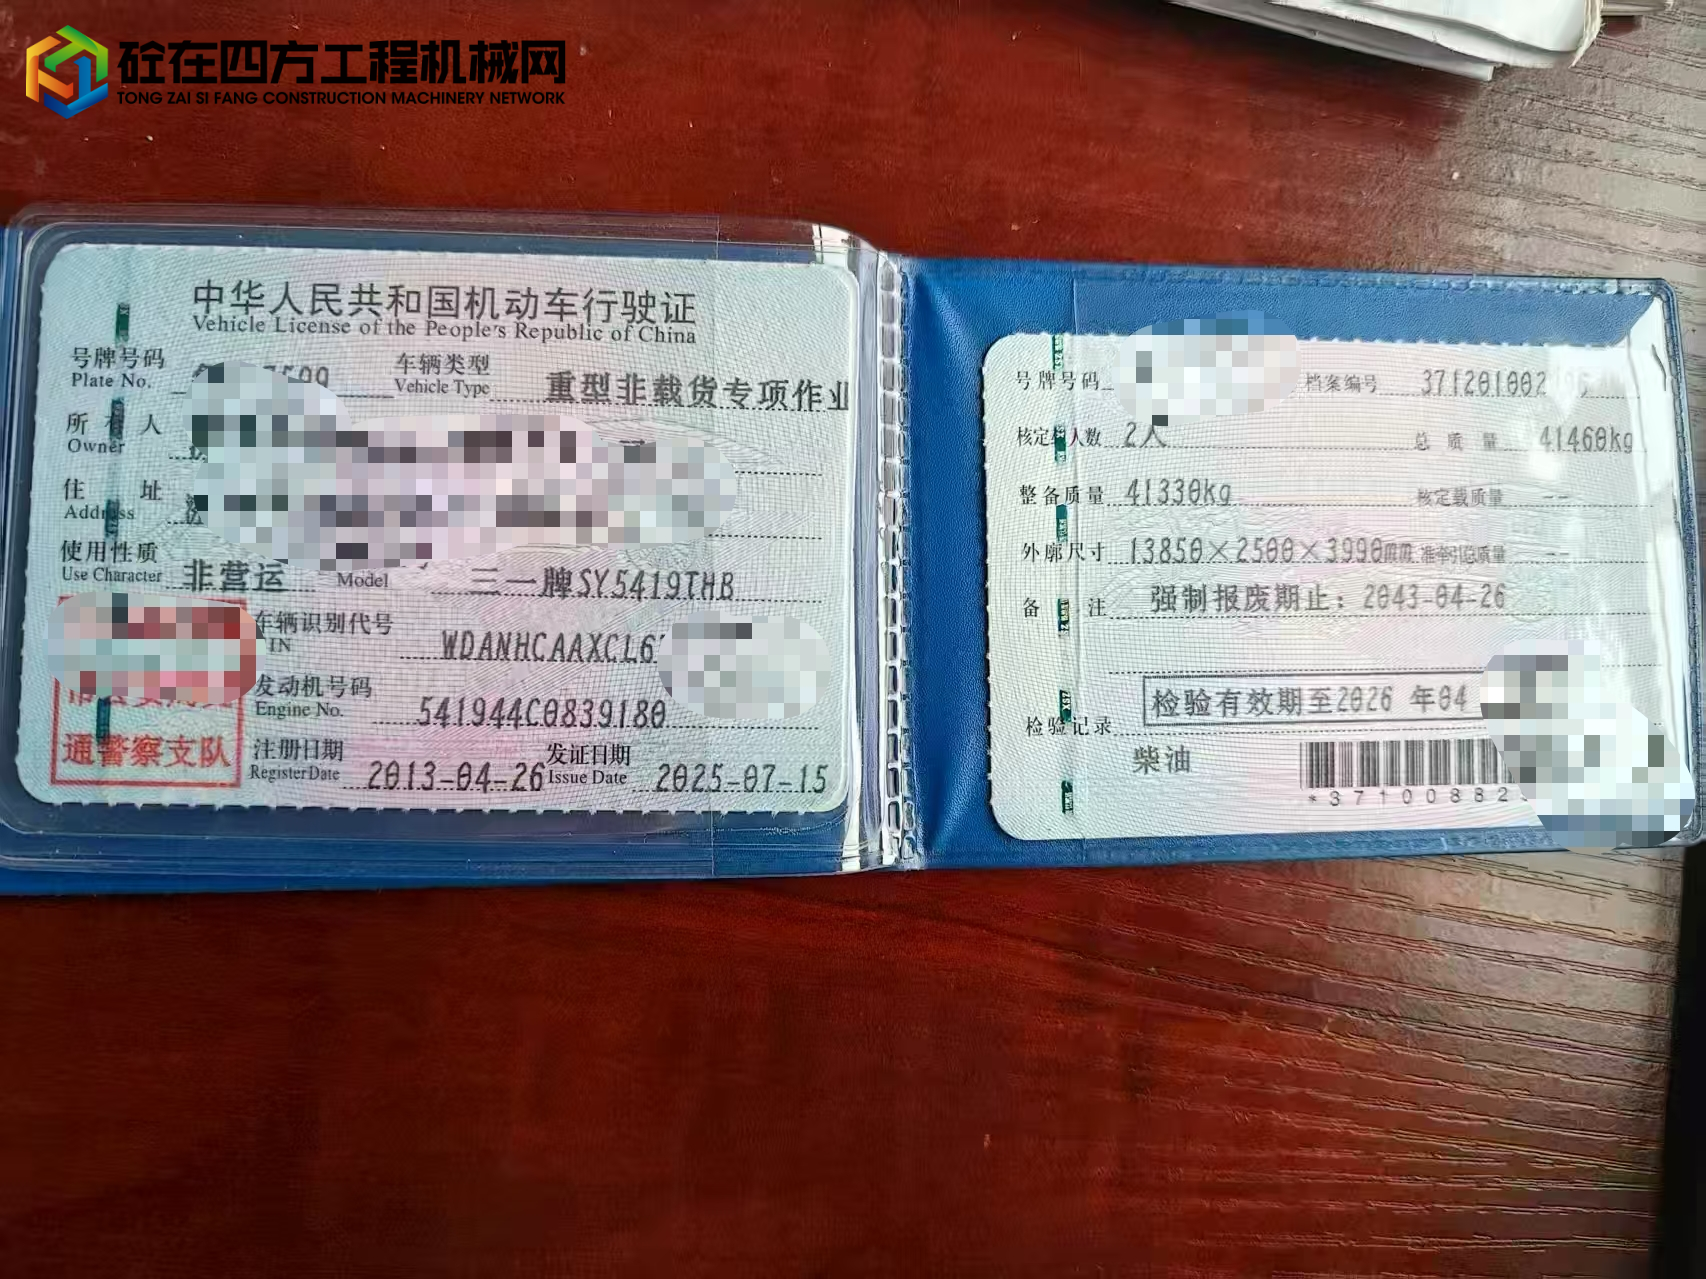 砼在四方工程机械网
TONG ZAI SI FANG CONSTRUCTION MACHINERY NETWORK
中华人民共和国机动车行驶证
Vehicle License of the People's Republic of China
号牌号码 车辆类型
Plate No. Vehicle Type 重型非载货专项作业
所有人
Owner
住址
Address
使用性质
Use Character 非营运 Model 三一牌SY5419THB
车辆识别代号
WDANHCAAXCL6
发动机号码
Engine No. 541944C0839180
通警察支队
注册日期 发证日期
Register Date 2013-04-26 Issue Date 2025-07-15
号牌号码 档案编号 371201002
核定 人数 2人 总质量 41460kg
整备质量 41330kg 核定载质量 --
外廓尺寸 13850×2500×3990 准牵引总质量 --
备注 强制报废期止：2043-04-26
检验有效期至2026 年04
检验记录
柴油
*37100882